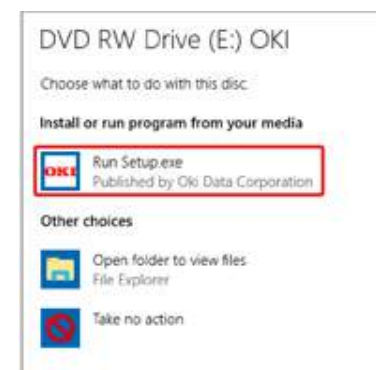 DVD RW Drive (E:) OKI
Choose what to do with this disc.
Install or run program from your media
OKI
Run Setup.exe
Published by Oki Data Corporation
Other choices
Open folder to view files
File Explorer
Take no action